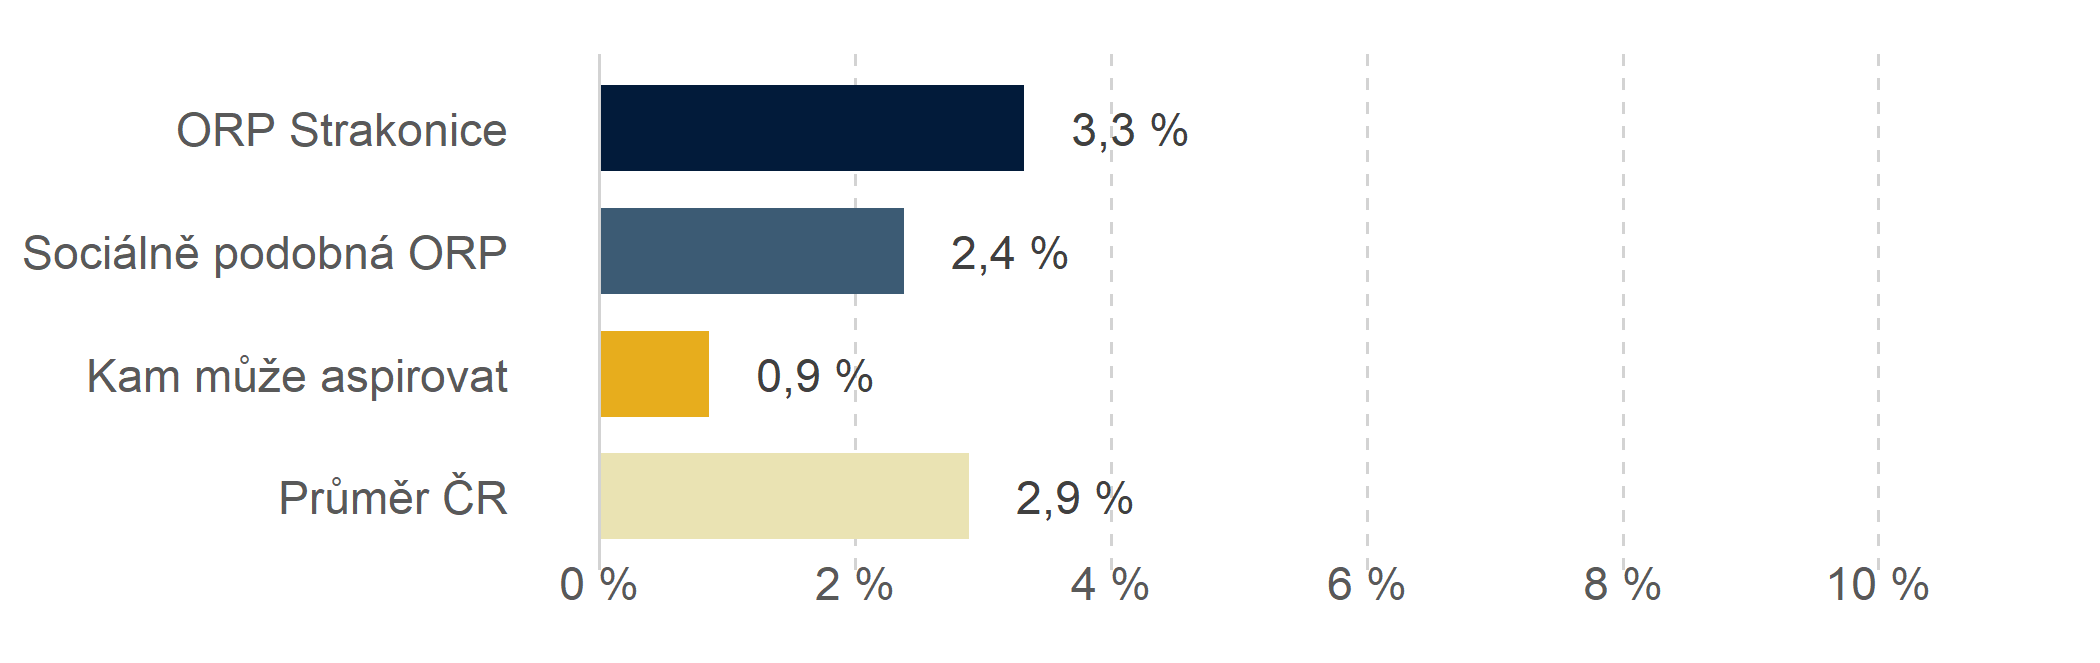 ORP Strakonice
3,3 %
Sociálně podobná ORP
2,4 %
Kam může aspirovat
0,9 %
Průměr ČR
2,9 %
0 %
2 %
4 %
6 %
8 %
10 %